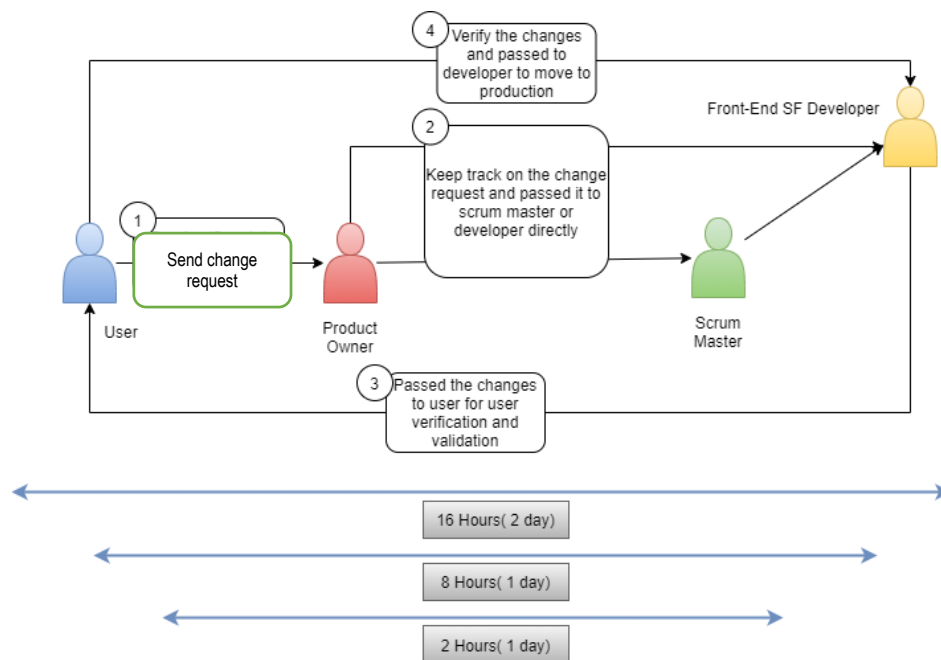 4
Verify the changes
and passed to
developer to move to
production
Front-End SF Developer
2
Keep track on the change
request and passed it to
scrum master or
developer directly
1
Send change
request
User
Product
Owner
Scrum
Master
3
Passed the changes
to user for user
verification and
validation
16 Hours( 2 day)
8 Hours( 1 day)
2 Hours( 1 day)